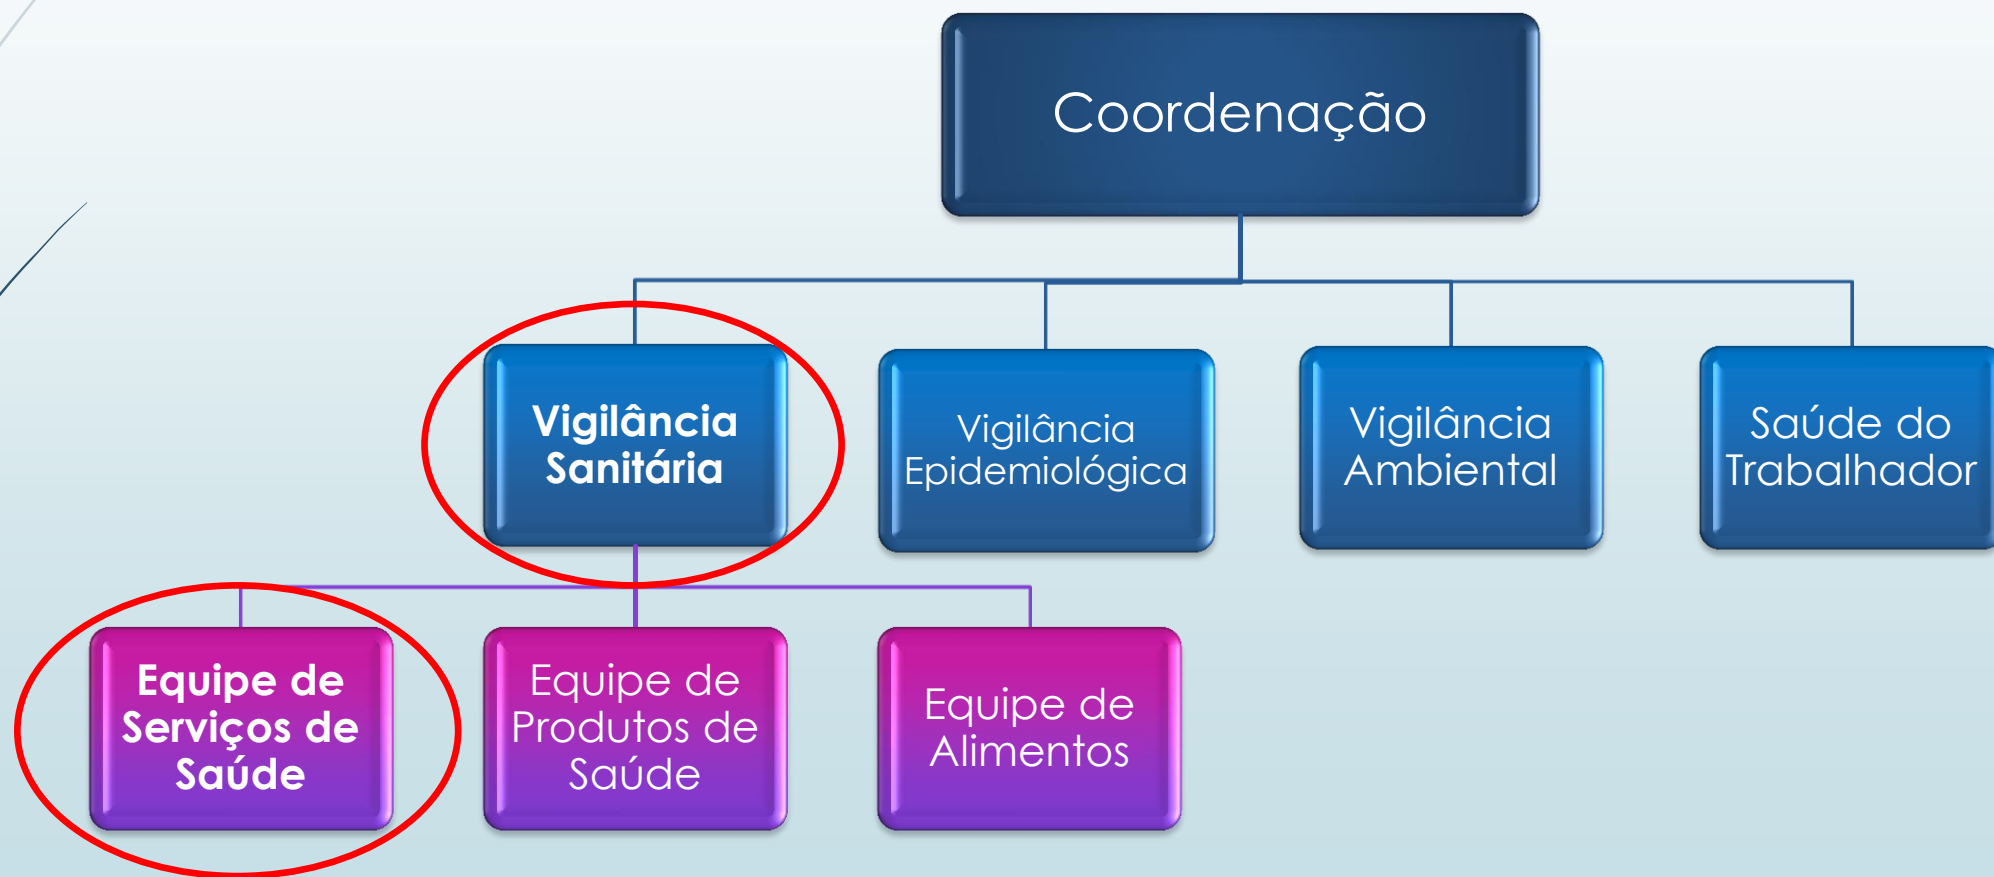 Coordenação
Vigilância
Sanitária
Vigilância
Epidemiológica
Vigilância
Ambiental
Saúde do
Trabalhador
Equipe de
Serviços de
Saúde
Equipe de
Produtos de
Saúde
Equipe de
Alimentos